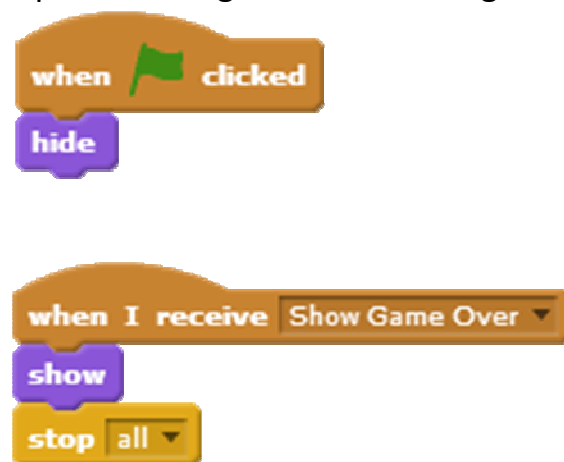 when clicked
hide
when I receive Show Game Over
show
stop all